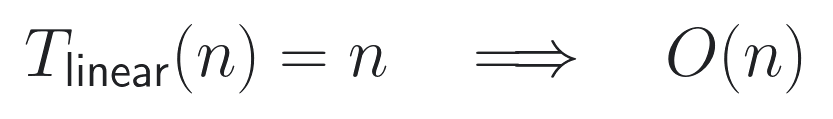 T_linear(n) = n ⟹ O(n)